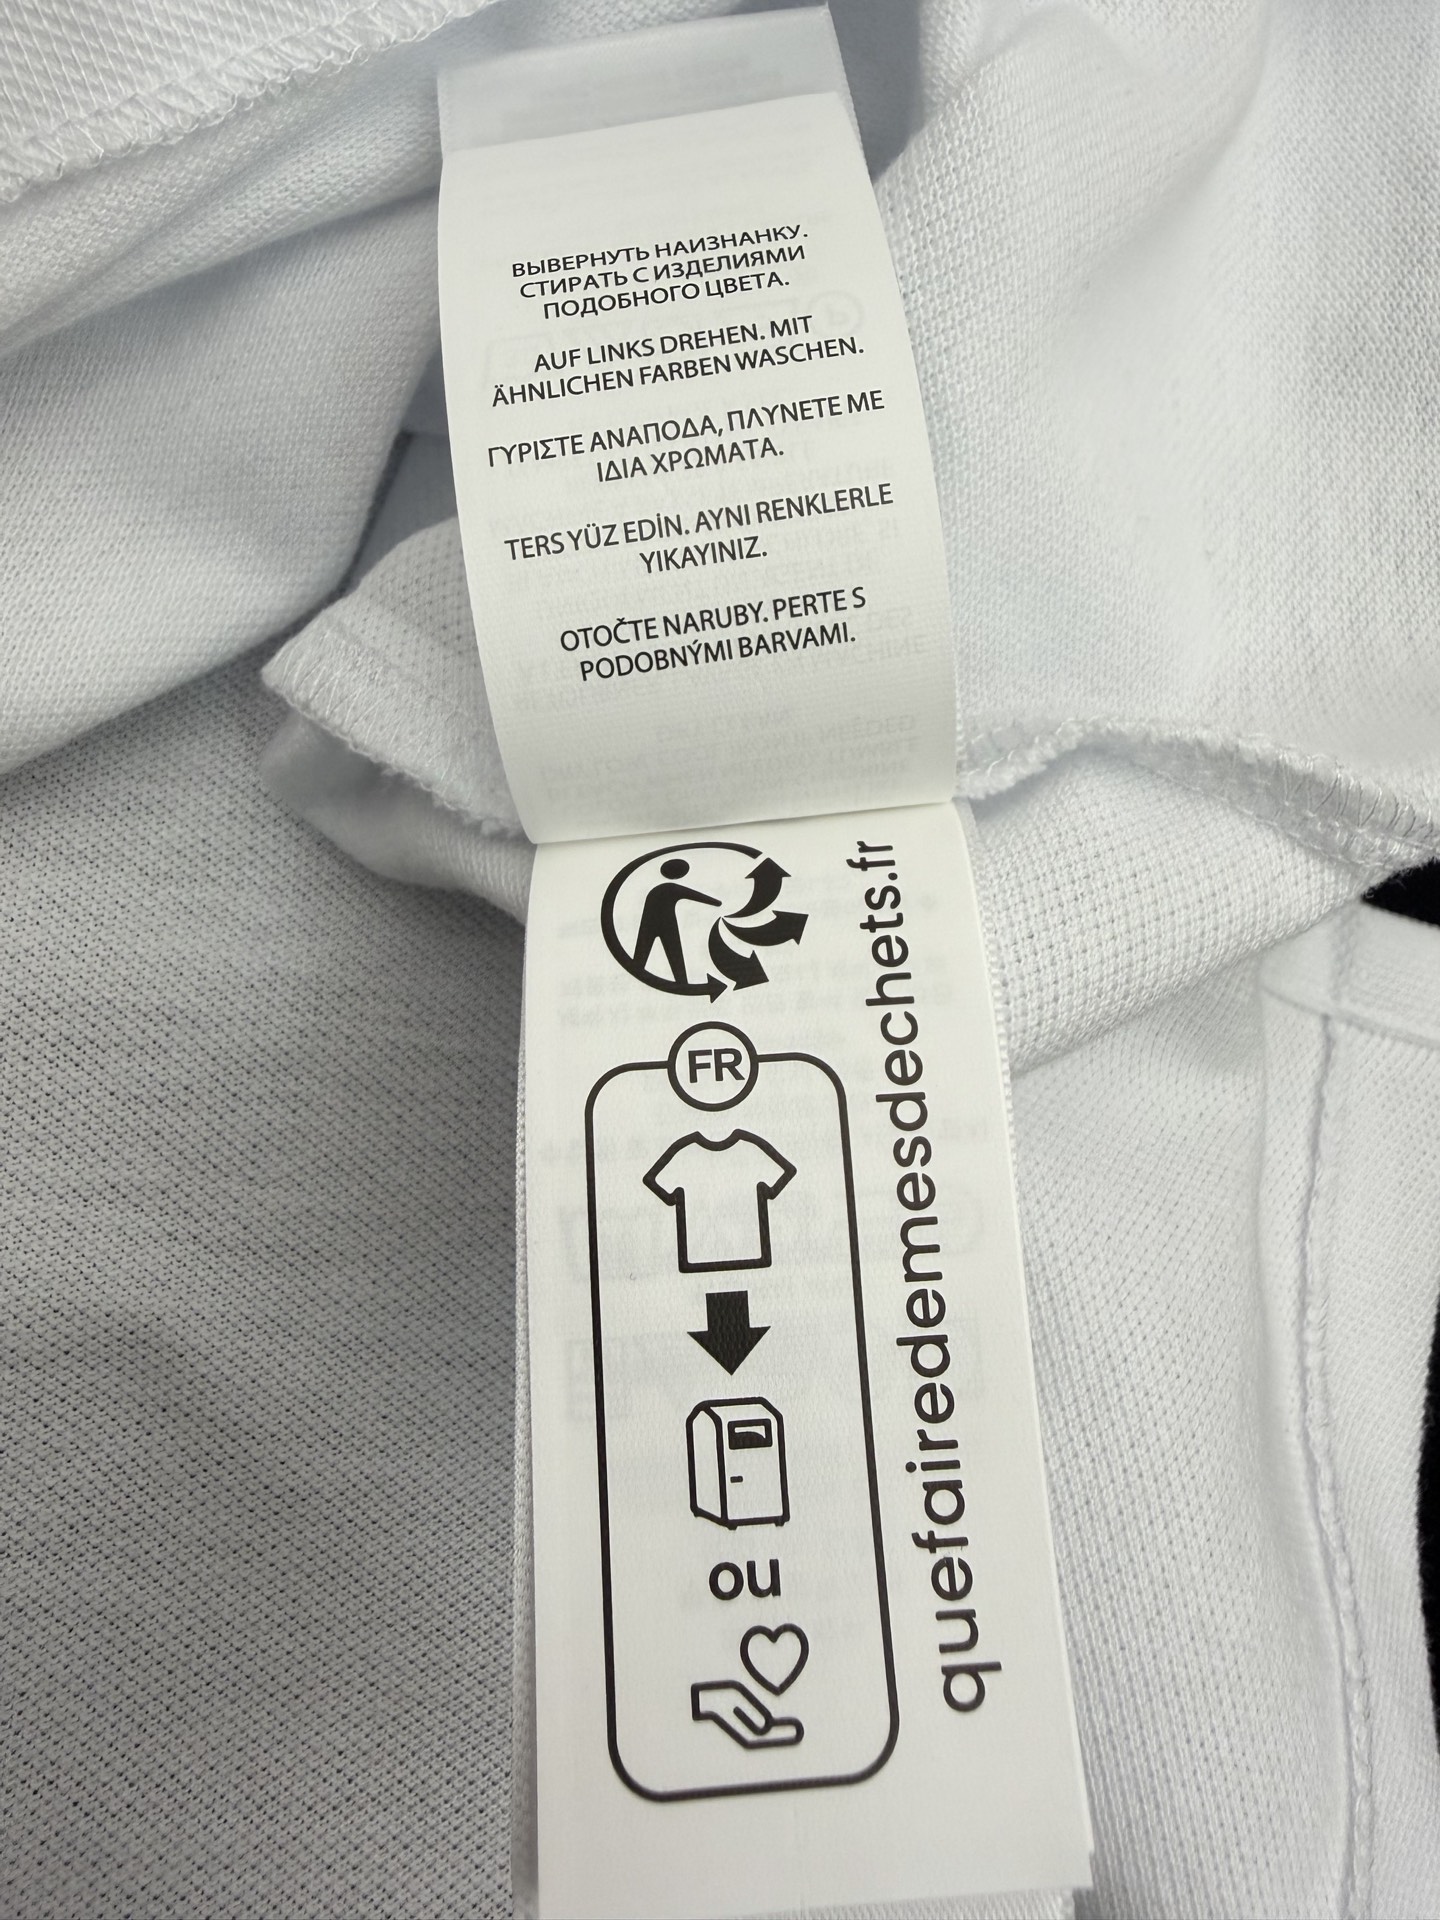 ВЫВЕРНУТЬ НАИЗНАНКУ.
СТИРАТЬ С ИЗДЕЛИЯМИ
ПОДОБНОГО ЦВЕТА.
AUF LINKS DREHEN. MIT
ÄHNLICHEN FARBEN WASCHEN.
ΓΥΡΙΣΤΕ ΑΝΑΠΟΔΑ, ΠΛΥΝΕΤΕ ΜΕ
ΙΔΙΑ ΧΡΩΜΑΤΑ.
TERS YÜZ EDİN. AYNI RENKLERLE
YIKAYINIZ.
OTOČTE NARUBY. PERTE S
PODOBNÝMI BARVAMI.
FR
ou
quefairedemesdechets.fr